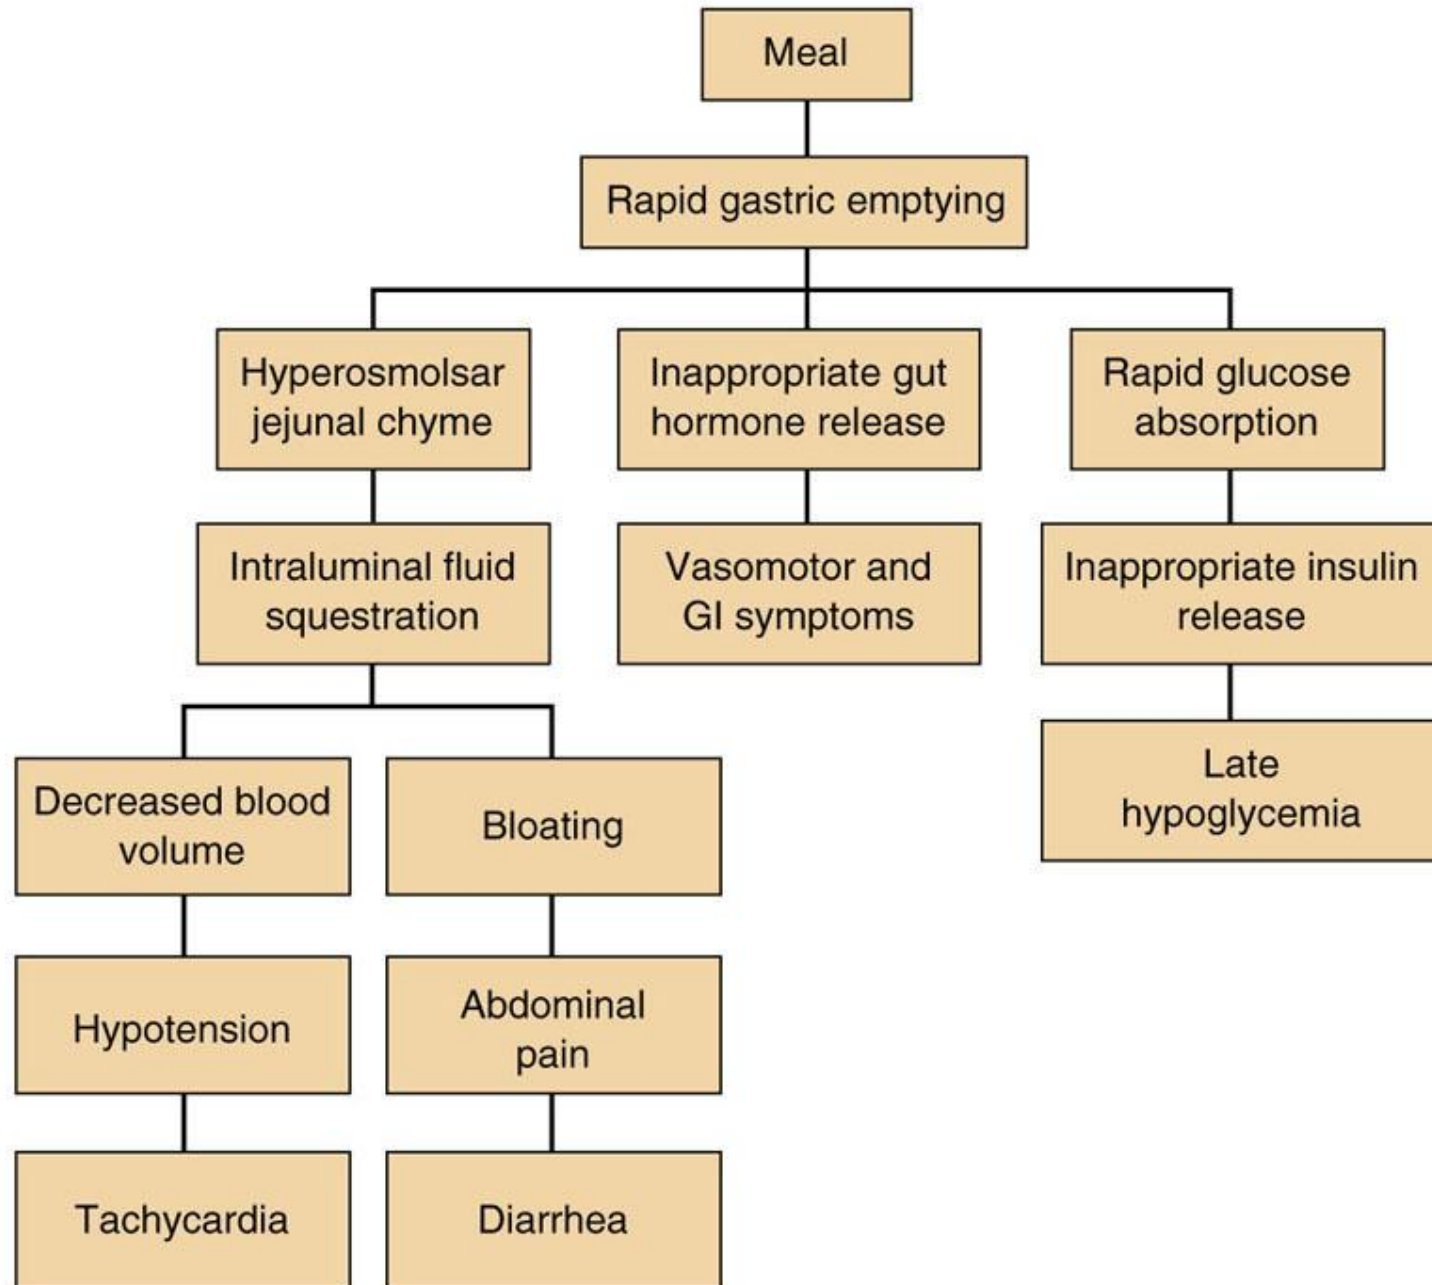 Meal
Rapid gastric emptying
Hyperosmolsar
jejunal chyme
Inappropriate gut
hormone release
Rapid glucose
absorption
Intraluminal fluid
squestration
Vasomotor and
GI symptoms
Inappropriate insulin
release
Decreased blood
volume
Bloating
Late
hypoglycemia
Hypotension
Abdominal
pain
Tachycardia
Diarrhea